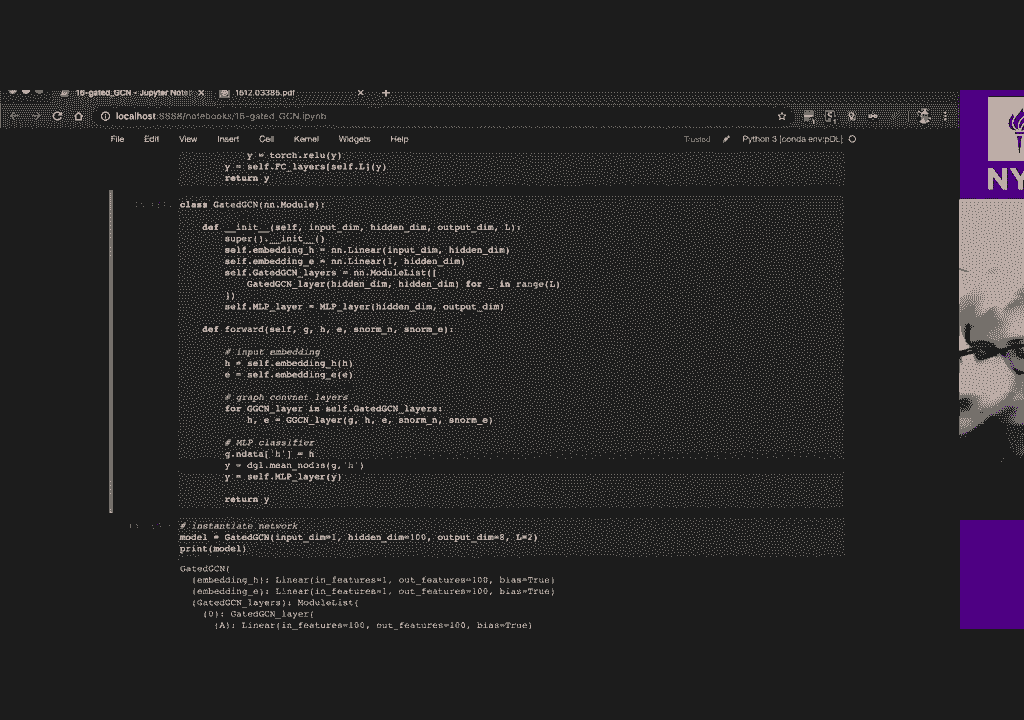 16-gated_GCN - Jupyter Note 1612.03385.pdf
localhost:8888/notebooks/16-gated_GCN.ipynb
File Edit View Insert Cell Kernel Widgets Help Trusted Python 3 [conda env:pDL]
y = torch.relu(y)
y = self.FC_layers[self.L](y)
return y
class GatedGCN(nn.Module):
def __init__(self, input_dim, hidden_dim, output_dim, L):
super().__init__()
self.embedding_h = nn.Linear(input_dim, hidden_dim)
self.embedding_e = nn.Linear(1, hidden_dim)
self.GatedGCN_layers = nn.ModuleList([
GatedGCN_layer(hidden_dim, hidden_dim) for _ in range(L)
])
self.MLP_layer = MLP_layer(hidden_dim, output_dim)
def forward(self, g, h, e, snorm_n, snorm_e):
# input embedding
h = self.embedding_h(h)
e = self.embedding_e(e)
# graph convnet layers
for GGCN_layer in self.GatedGCN_layers:
h, e = GGCN_layer(g, h, e, snorm_n, snorm_e)
# MLP classifier
g.ndata['h'] = h
y = dgl.mean_nodes(g,'h')
y = self.MLP_layer(y)
return y
# instantiate network
model = GatedGCN(input_dim=1, hidden_dim=100, output_dim=8, L=2)
print(model)
GatedGCN(
(embedding_h): Linear(in_features=1, out_features=100, bias=True)
(embedding_e): Linear(in_features=1, out_features=100, bias=True)
(GatedGCN_layers): ModuleList(
(0): GatedGCN_layer(
(A): Linear(in_features=100, out_features=100, bias=True)
NY